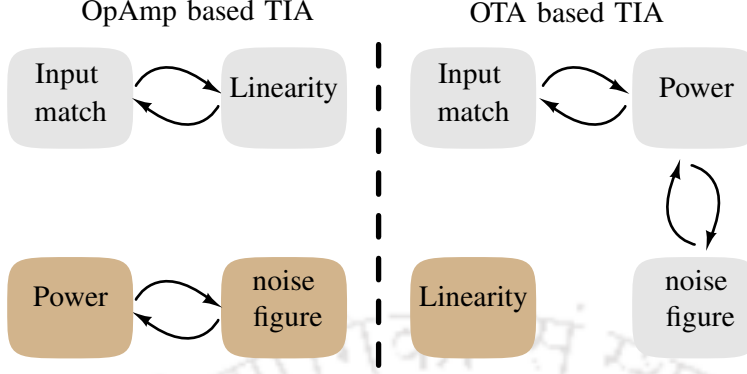 OpAmp based TIA
OTA based TIA
Input
match
Linearity
Input
match
Power
Power
noise
figure
Linearity
noise
figure